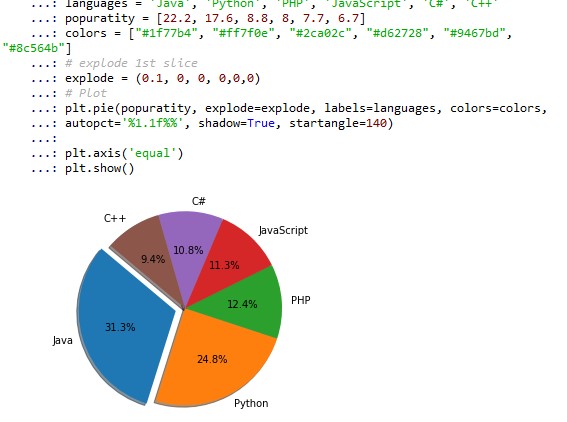 ...: languages = 'Java', 'Python', 'PHP', 'JavaScript', 'C#', 'C++'
...: popuratity = [22.2, 17.6, 8.8, 8, 7.7, 6.7]
...: colors = ["#1f77b4", "#ff7f0e", "#2ca02c", "#d62728", "#9467bd",
"#8c564b"]
...: # explode 1st slice
...: explode = (0.1, 0, 0, 0,0,0)
...: # Plot
...: plt.pie(popuratity, explode=explode, labels=languages, colors=colors,
...: autopct='%1.1f%%', shadow=True, startangle=140)
...:
...: plt.axis('equal')
...: plt.show()
C#
C++
JavaScript
10.8%
9.4%
11.3%
PHP
12.4%
31.3%
Java
24.8%
Python